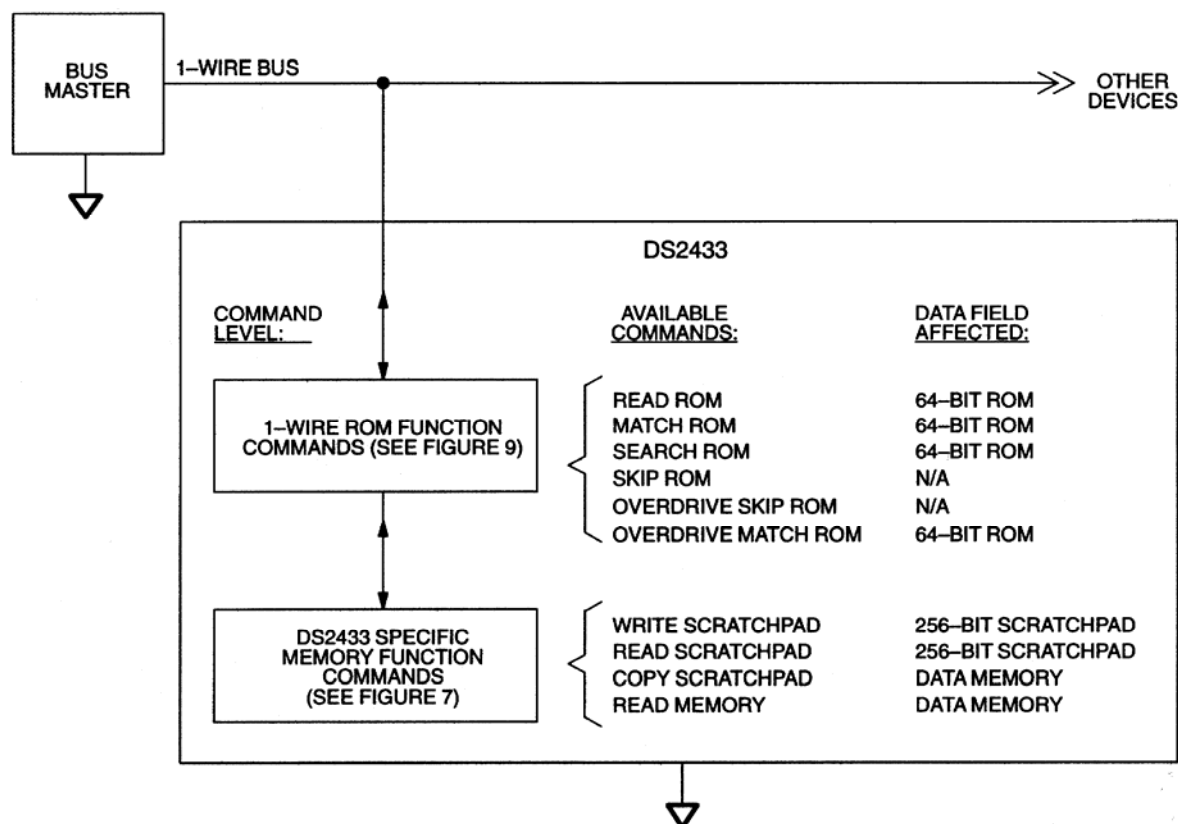 BUS
MASTER
1–WIRE BUS
OTHER
DEVICES
DS2433
COMMAND
LEVEL:
AVAILABLE
COMMANDS:
DATA FIELD
AFFECTED:
1–WIRE ROM FUNCTION
COMMANDS (SEE FIGURE 9)
READ ROM 64–BIT ROM
MATCH ROM 64–BIT ROM
SEARCH ROM 64–BIT ROM
SKIP ROM N/A
OVERDRIVE SKIP ROM N/A
OVERDRIVE MATCH ROM 64–BIT ROM
DS2433 SPECIFIC
MEMORY FUNCTION
COMMANDS
(SEE FIGURE 7)
WRITE SCRATCHPAD 256–BIT SCRATCHPAD
READ SCRATCHPAD 256–BIT SCRATCHPAD
COPY SCRATCHPAD DATA MEMORY
READ MEMORY DATA MEMORY